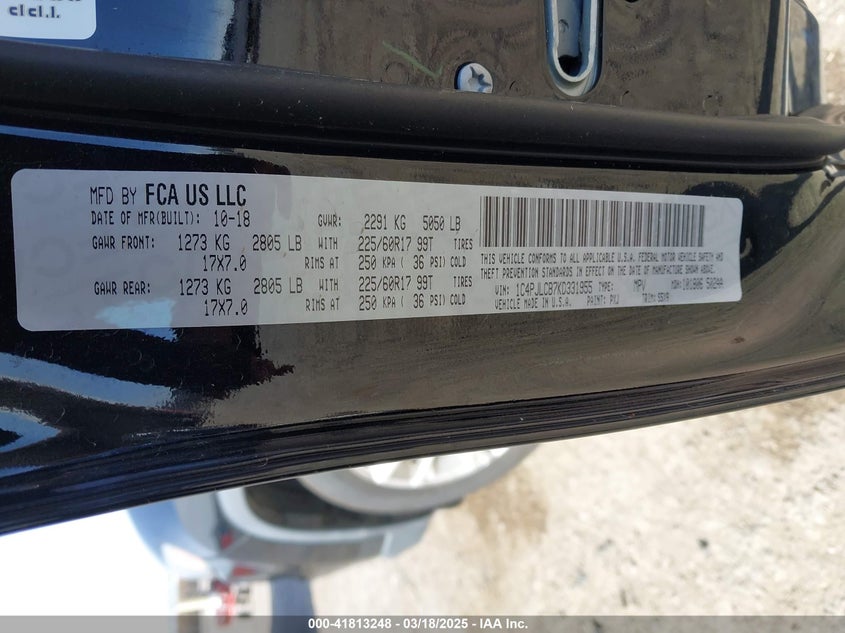 MFD BY FCA US LLC
DATE OF MFR(BUILT): 10-18 GVWR: 2291 KG 5050 LB
GAWR FRONT: 1273 KG 2805 LB WITH 225/60R17 99T TIRES
17X7.0 RIMS AT 250 KPA ( 36 PSI) COLD
GAWR REAR: 1273 KG 2805 LB WITH 225/60R17 99T TIRES
17X7.0 RIMS AT 250 KPA ( 36 PSI) COLD
THIS VEHICLE CONFORMS TO ALL APPLICABLE U.S.A. FEDERAL MOTOR VEHICLE SAFETY AND
THEFT PREVENTION STANDARDS IN EFFECT ON THE DATE OF MANUFACTURE SHOWN ABOVE.
VIN: 1C4PJLCB7KD331955 TYPE: MPV MDH:
VEHICLE MADE IN U.S.A. PAINT: PXJ TRIM:
000-41813248 - 03/18/2025 - IAA Inc.